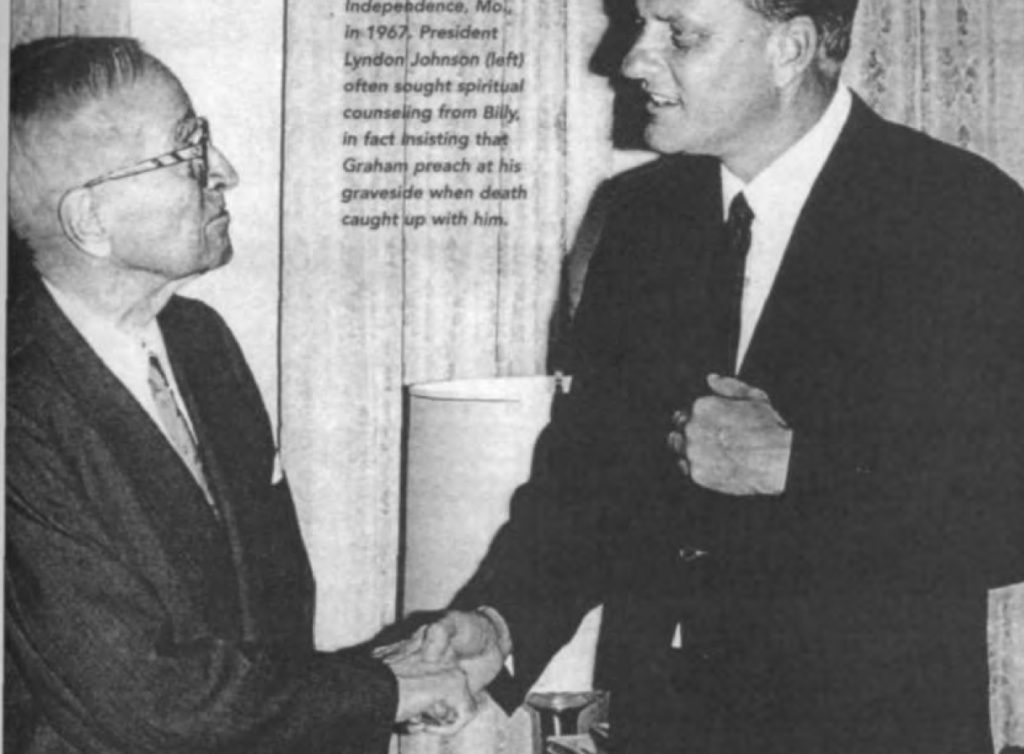 Independence, Mo.,
in 1967. President
Lyndon Johnson (left)
often sought spiritual
counseling from Billy,
in fact insisting that
Graham preach at his
graveside when death
caught up with him.